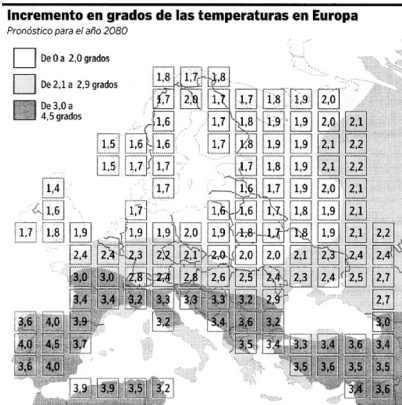 Incremento en grados de las temperaturas en Europa
Pronóstico para el año 2080
De 0 a 2,0 grados
De 2,1 a 2,9 grados
De 3,0 a
4,5 grados
1,8 1,7 1,8
1,7 2,0 1,7 1,7 1,8 1,9 2,0
1,6 1,7 1,8 1,9 1,9 2,0 2,1
1,5 1,6 1,6 1,7 1,8 1,9 1,9 2,1 2,2
1,5 1,7 1,7 1,7 1,8 1,9 2,1 2,2
1,4 1,7 1,6 1,7 1,9 2,0 2,1
1,6 1,7 1,6 1,6 1,7 1,8 1,9 2,1
1,7 1,8 1,9 1,9 1,9 2,0 1,9 1,8 1,7 1,8 1,9 2,1 2,2
2,4 2,4 2,3 2,2 2,1 2,0 2,0 2,0 2,1 2,3 2,4 2,4
3,0 3,0 2,8 2,4 2,8 2,6 2,5 2,4 2,3 2,4 2,5 2,7
3,4 3,4 3,2 3,3 3,3 3,3 3,2 2,9 2,7
3,6 4,0 3,9 3,2 3,4 3,6 3,2 3,0
4,0 4,5 3,7 3,5 3,4 3,3 3,4 3,6 3,4
3,6 4,0 3,5 3,6 3,5 3,5
3,9 3,9 3,5 3,2 3,4 3,6